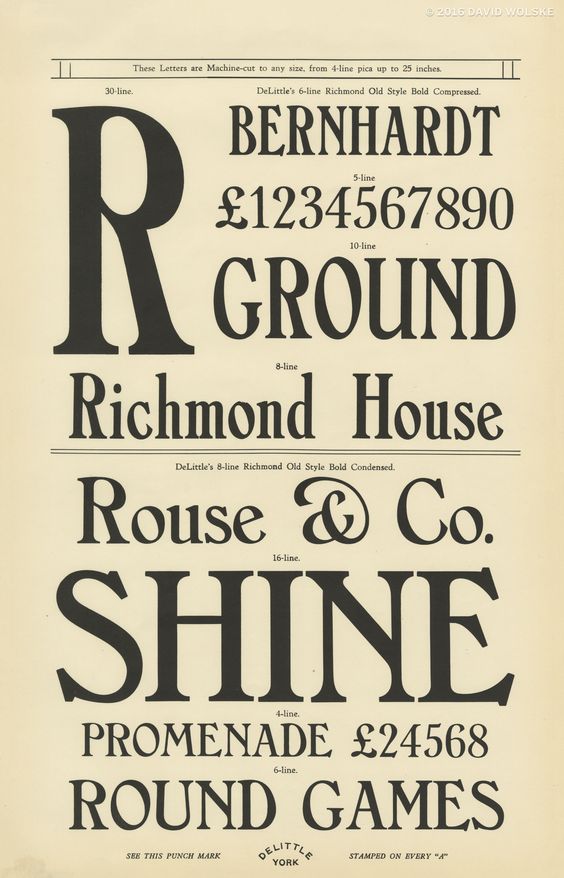 © 2016 DAVID WOLSKE
These Letters are Machine-cut to any size, from 4-line pica up to 25 inches.
30-line.
R
DeLittle's 6-line Richmond Old Style Bold Compressed.
BERNHARDT
5-line
£1234567890
10-line
GROUND
8-line
Richmond House
DeLittle's 8-line Richmond Old Style Bold Condensed.
Rouse & Co.
16-line.
SHINE
4-line.
PROMENADE £24568
6-line.
ROUND GAMES
SEE THIS PUNCH MARK
DELITTLE
YORK
STAMPED ON EVERY "A"